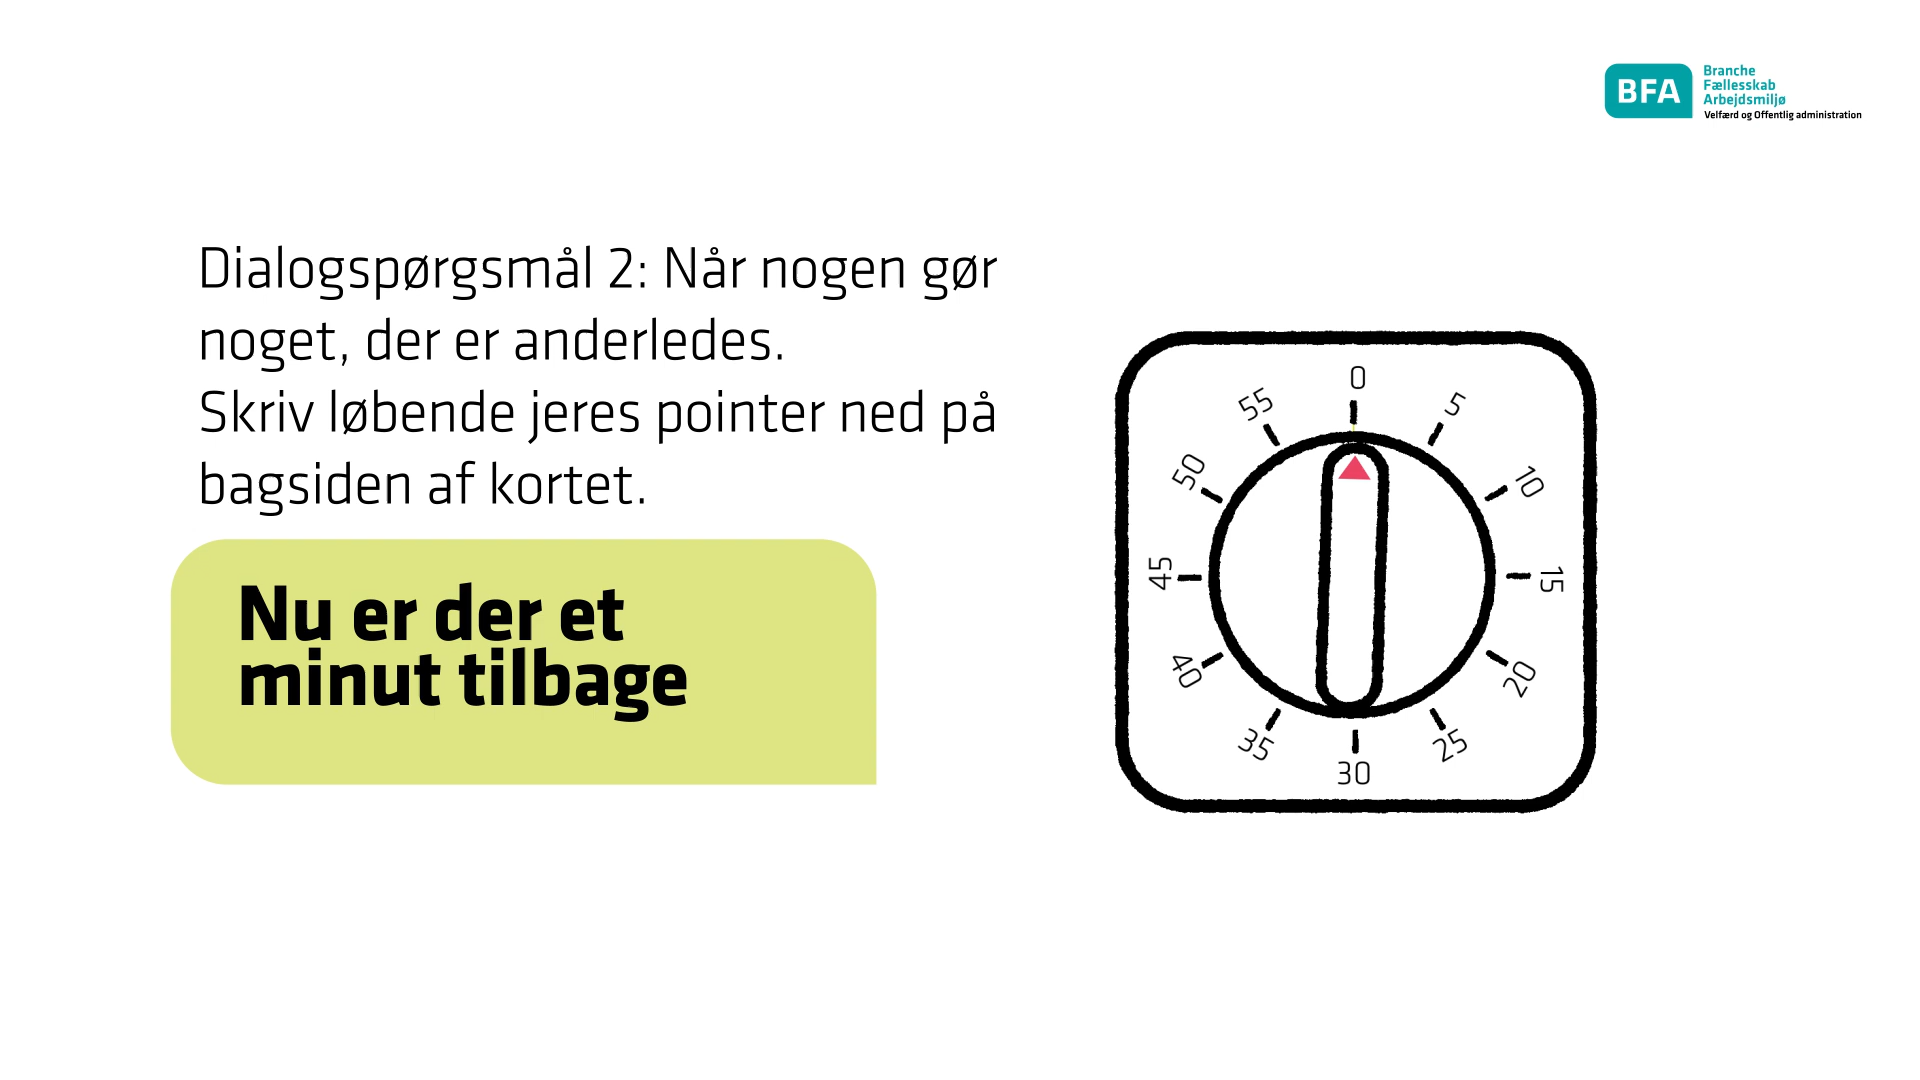 BFA
Branche
Fællesskab
Arbejdsmiljø
Velfærd og Offentlig administration
Dialogspørgsmål 2: Når nogen gør
noget, der er anderledes.
Skriv løbende jeres pointer ned på
bagsiden af kortet.
Nu er der et
minut tilbage
0
5
10
15
20
25
30
35
40
45
50
55